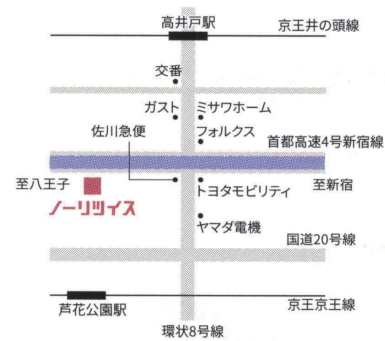 高井戸駅
京王井の頭線
交番
ガスト
ミサワホーム
佐川急便
フォルクス
首都高速4号新宿線
至八王子
トヨタモビリティ
至新宿
ノーリツイス
ヤマダ電機
国道20号線
芦花公園駅
京王京王線
環状8号線